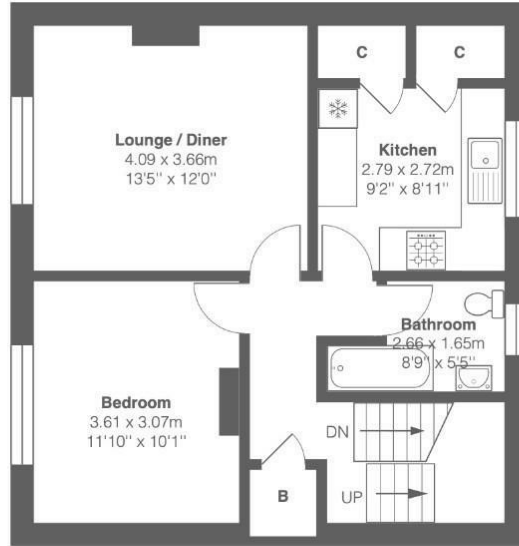 C
C
Lounge / Diner
4.09 x 3.66m
13'5" x 12'0"
Kitchen
2.79 x 2.72m
9'2" x 8'11"
Bathroom
2.66 x 1.65m
8'9" x 5'5"
Bedroom
3.61 x 3.07m
11'10" x 10'1"
DN
B
UP